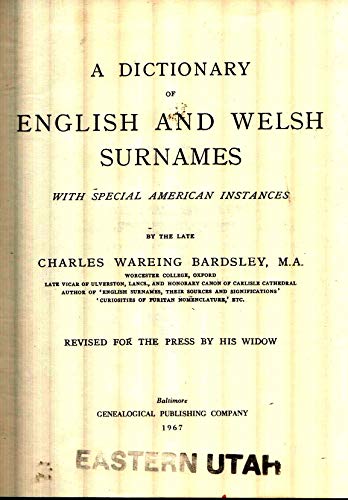 A DICTIONARY
OF
ENGLISH AND WELSH
SURNAMES
WITH SPECIAL AMERICAN INSTANCES
BY THE LATE
CHARLES WAREING BARDSLEY, M.A.
WORCESTER COLLEGE, OXFORD
LATE VICAR OF ULVERSTON, LANCS., AND HONORARY CANON OF CARLISLE CATHEDRAL
AUTHOR OF 'ENGLISH SURNAMES, THEIR SOURCES AND SIGNIFICATIONS'
'CURIOSITIES OF PURITAN NOMENCLATURE,' ETC.
REVISED FOR THE PRESS BY HIS WIDOW
Baltimore
GENEALOGICAL PUBLISHING COMPANY
1967
EASTERN UTAH